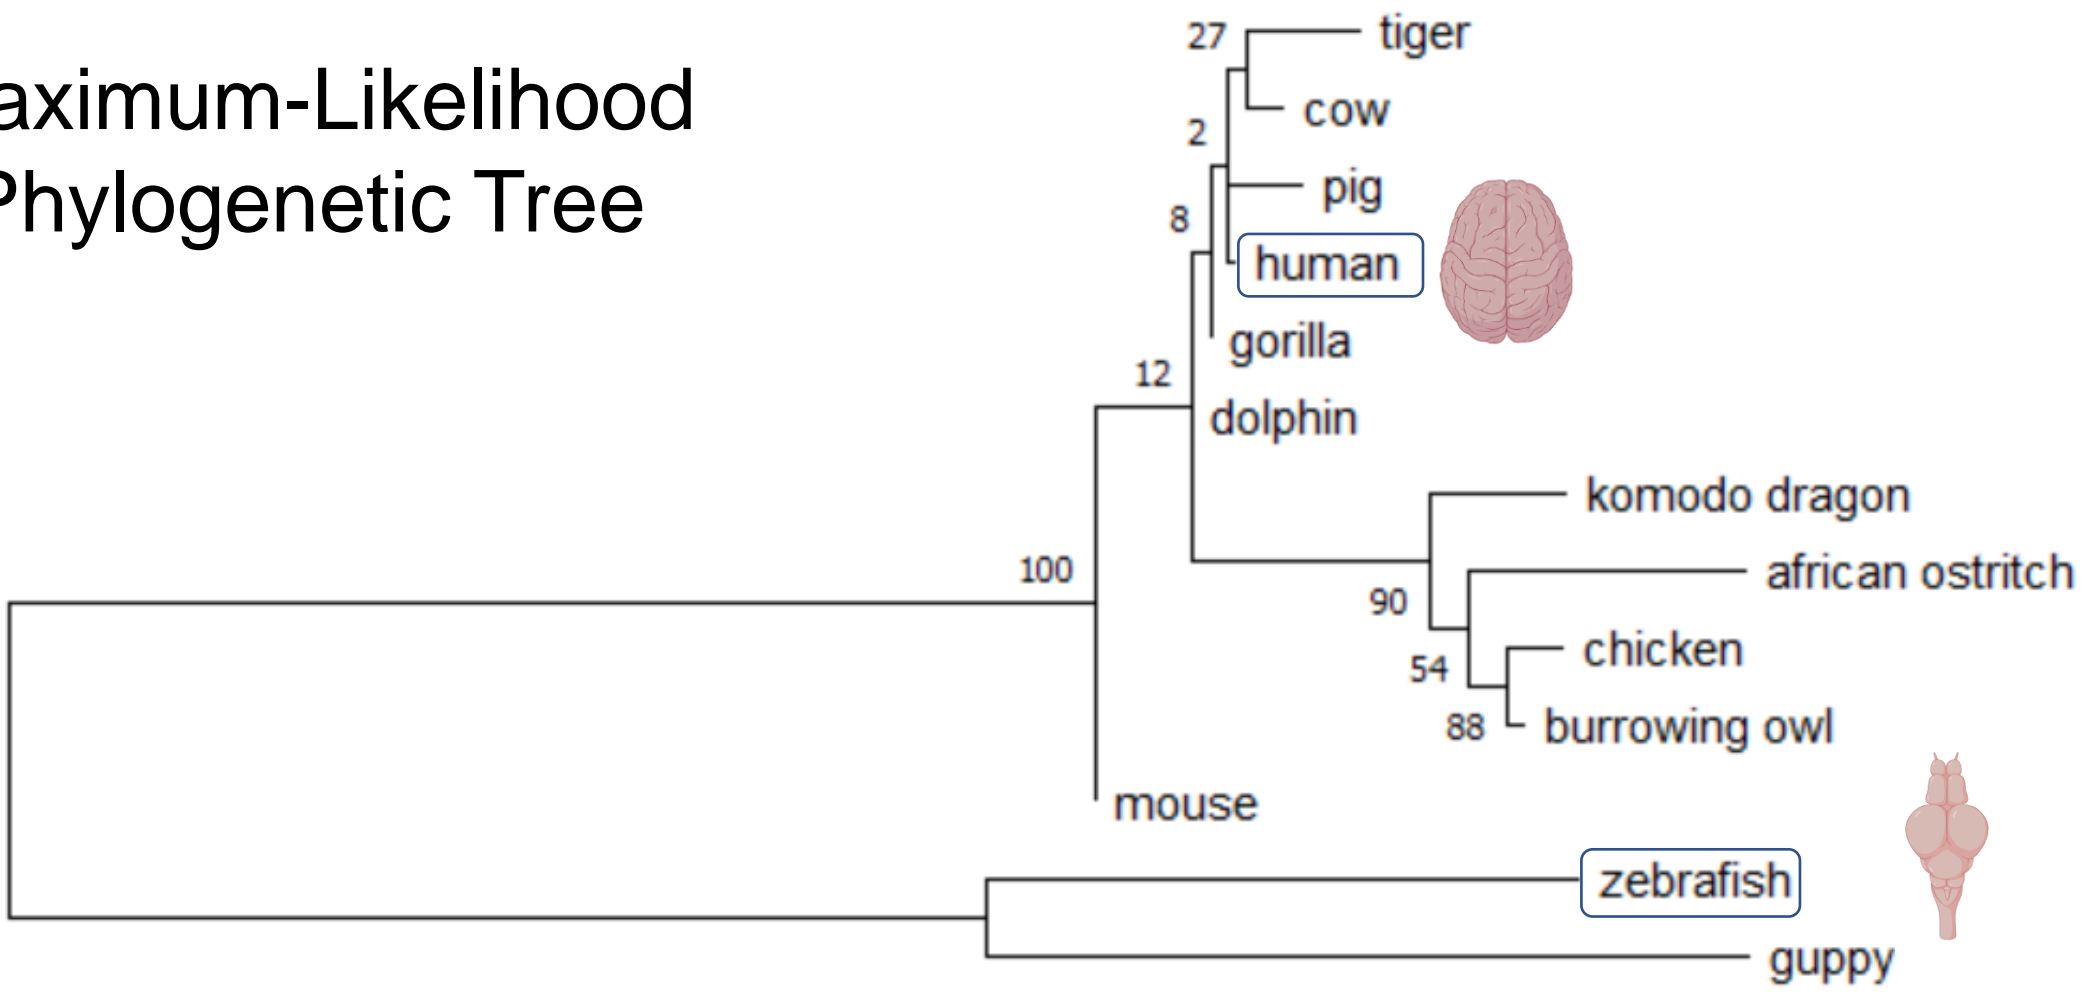 aximum-Likelihood
Phylogenetic Tree
27
tiger
cow
2
pig
8
human
gorilla
12
dolphin
komodo dragon
100
african ostritch
90
chicken
54
burrowing owl
88
mouse
zebrafish
guppy